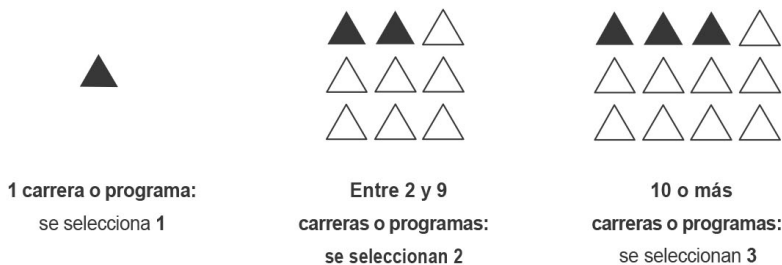 1 carrera o programa:
se selecciona 1
Entre 2 y 9
carreras o programas:
se seleccionan 2
10 o más
carreras o programas:
se seleccionan 3